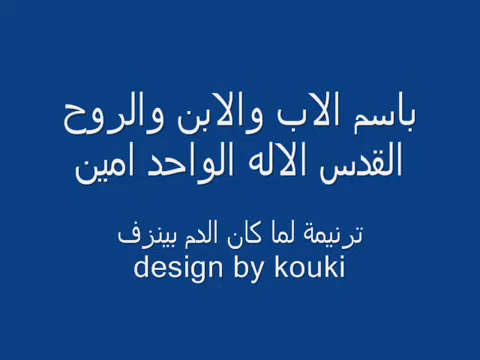 باسم الاب والابن والروح
القدس الاله الواحد امين
ترنيمة لما كان الدم بينزف
design by kouki